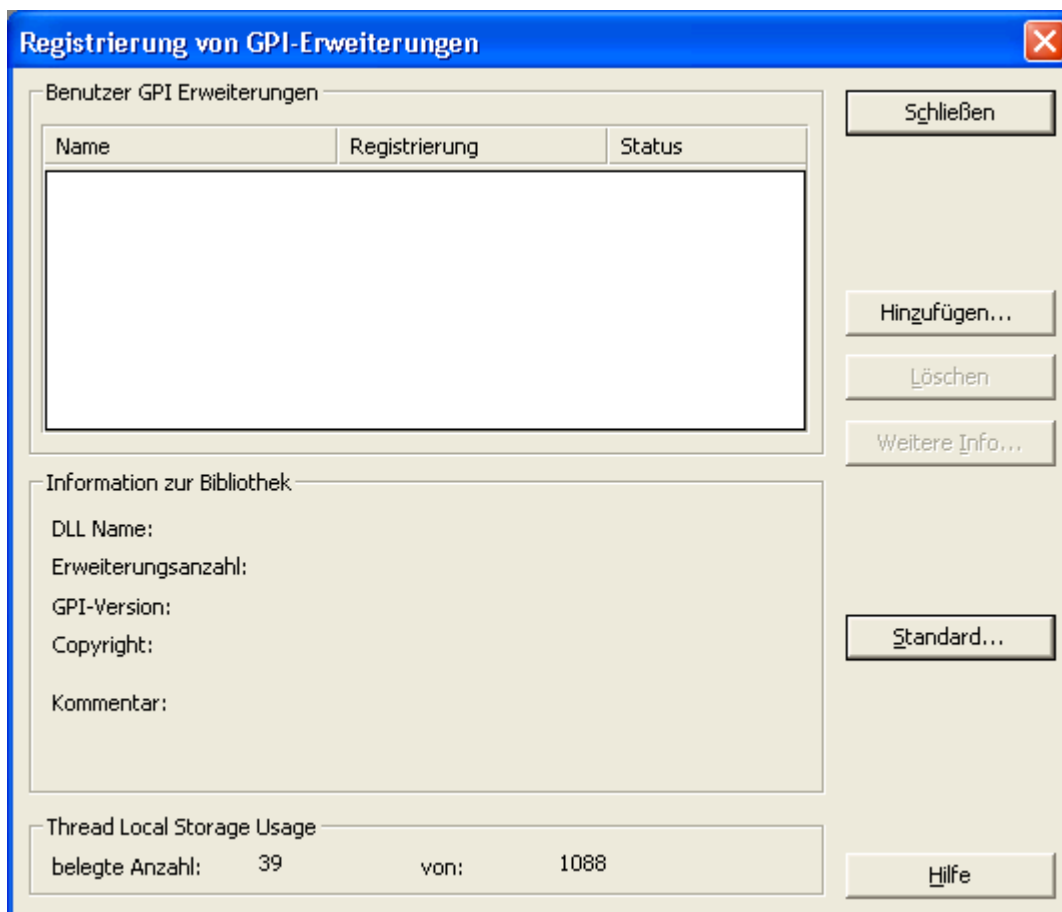 Registrierung von GPI-Erweiterungen
Benutzer GPI Erweiterungen
Name Registrierung Status
Schließen
Hinzufügen...
Löschen
Weitere Info...
Information zur Bibliothek
DLL Name:
Erweiterungsanzahl:
GPI-Version:
Copyright:
Kommentar:
Standard...
Thread Local Storage Usage
belegte Anzahl: 39 von: 1088
Hilfe